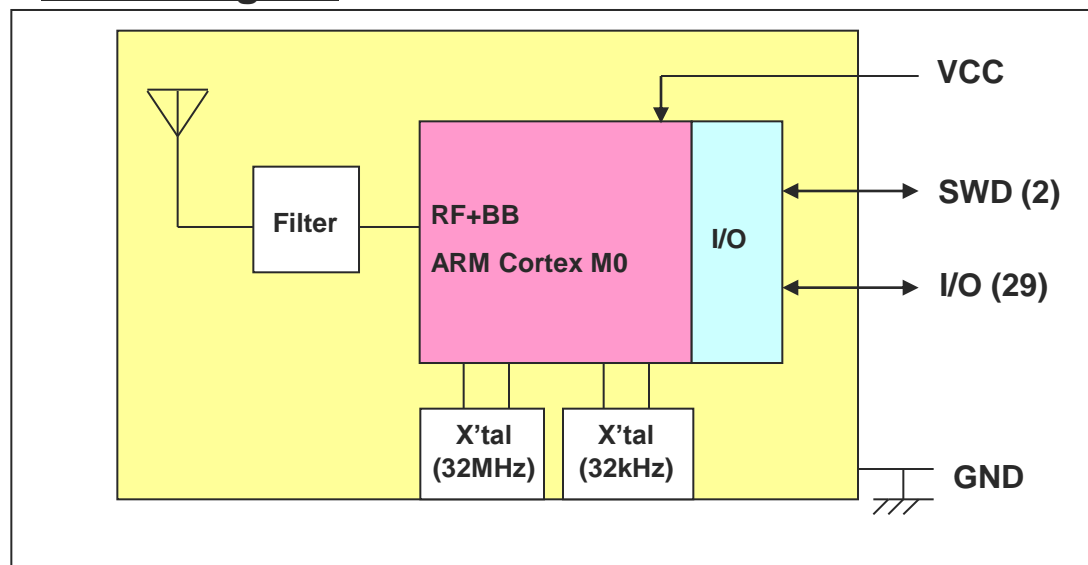 VCC
SWD (2)
Filter
RF+BB
I/O
ARM Cortex M0
I/O (29)
X'tal
(32MHz)
X'tal
(32kHz)
GND